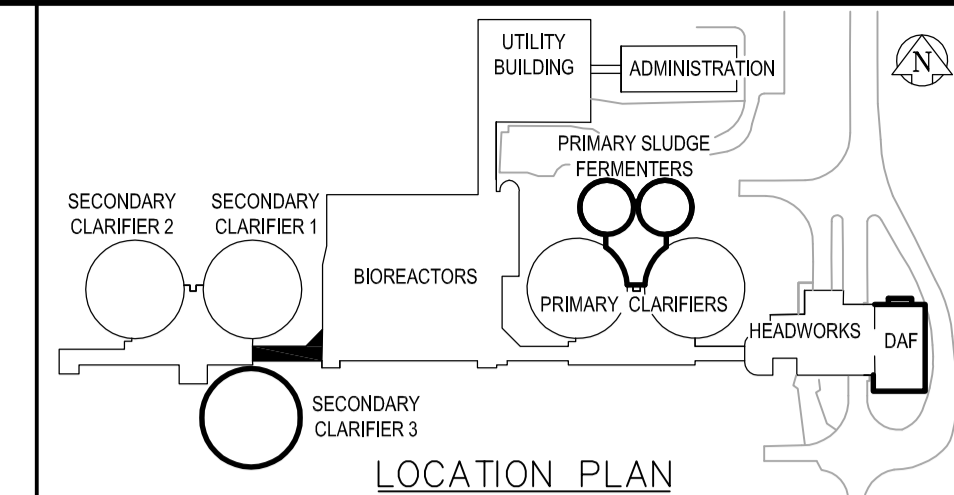 UTILITY
BUILDING
ADMINISTRATION
N
PRIMARY SLUDGE
FERMENTERS
SECONDARY
CLARIFIER 2
SECONDARY
CLARIFIER 1
BIOREACTORS
PRIMARY CLARIFIERS
HEADWORKS
DAF
SECONDARY
CLARIFIER 3
LOCATION PLAN